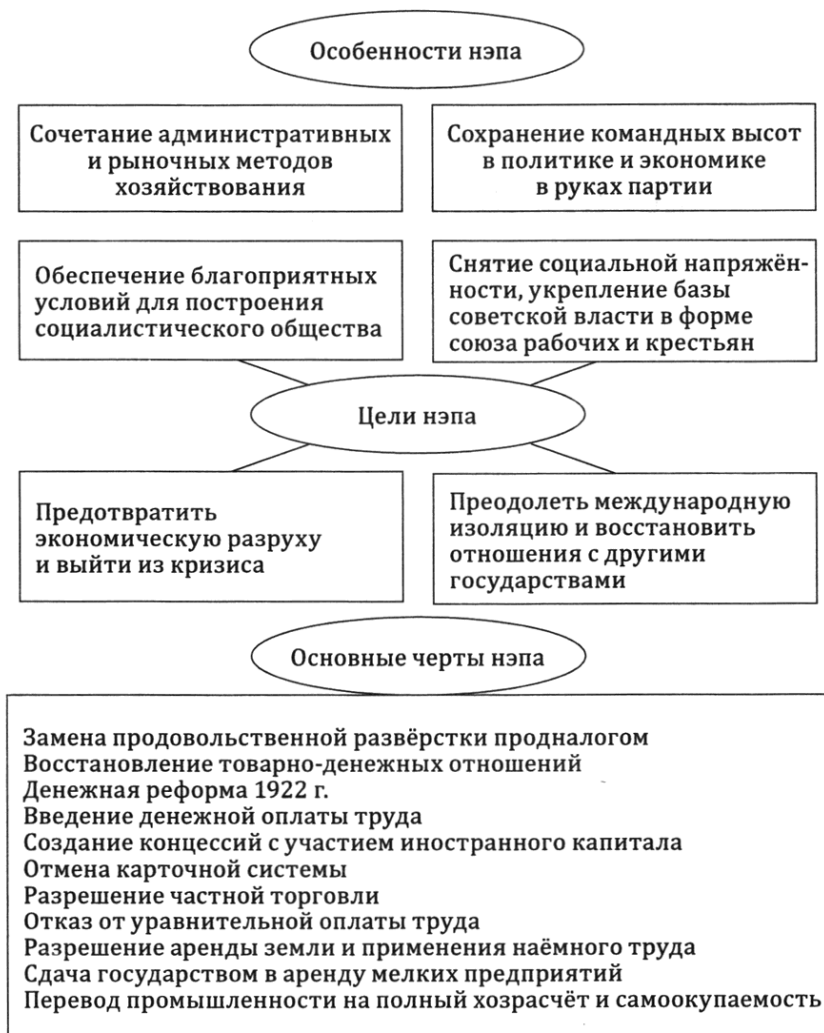 Особенности нэпа
Сочетание административных
и рыночных методов
хозяйствования
Сохранение командных высот
в политике и экономике
в руках партии
Обеспечение благоприятных
условий для построения
социалистического общества
Снятие социальной напряжён-
ности, укрепление базы
советской власти в форме
союза рабочих и крестьян
Цели нэпа
Предотвратить
экономическую разруху
и выйти из кризиса
Преодолеть международную
изоляцию и восстановить
отношения с другими
государствами
Основные черты нэпа
Замена продовольственной развёрстки продналогом
Восстановление товарно-денежных отношений
Денежная реформа 1922 г.
Введение денежной оплаты труда
Создание концессий с участием иностранного капитала
Отмена карточной системы
Разрешение частной торговли
Отказ от уравнительной оплаты труда
Разрешение аренды земли и применения наёмного труда
Сдача государством в аренду мелких предприятий
Перевод промышленности на полный хозрасчёт и самоокупаемость